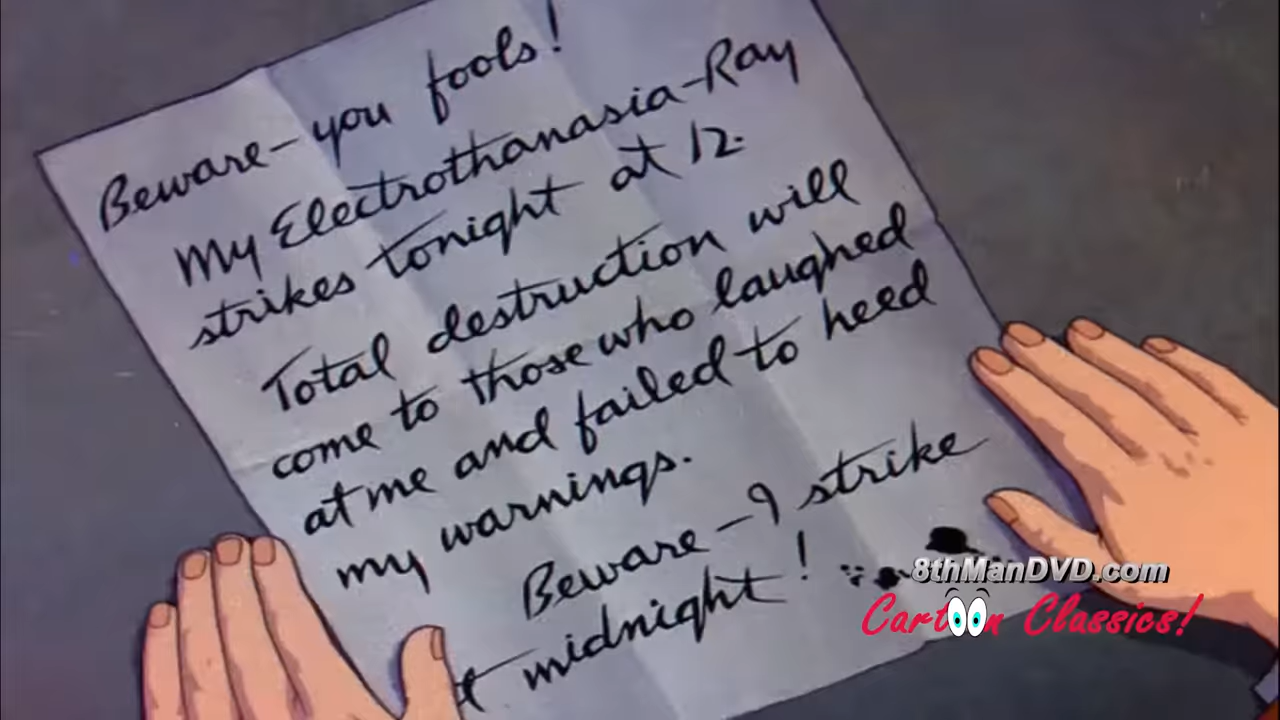 Beware – you fools!
My Electrothanasia-Ray
strikes tonight at 12.
Total destruction will
come to those who laughed
at me and failed to heed
my warnings.
Beware – I strike
t midnight!
8thManDVD.com
Cartoon Classics!